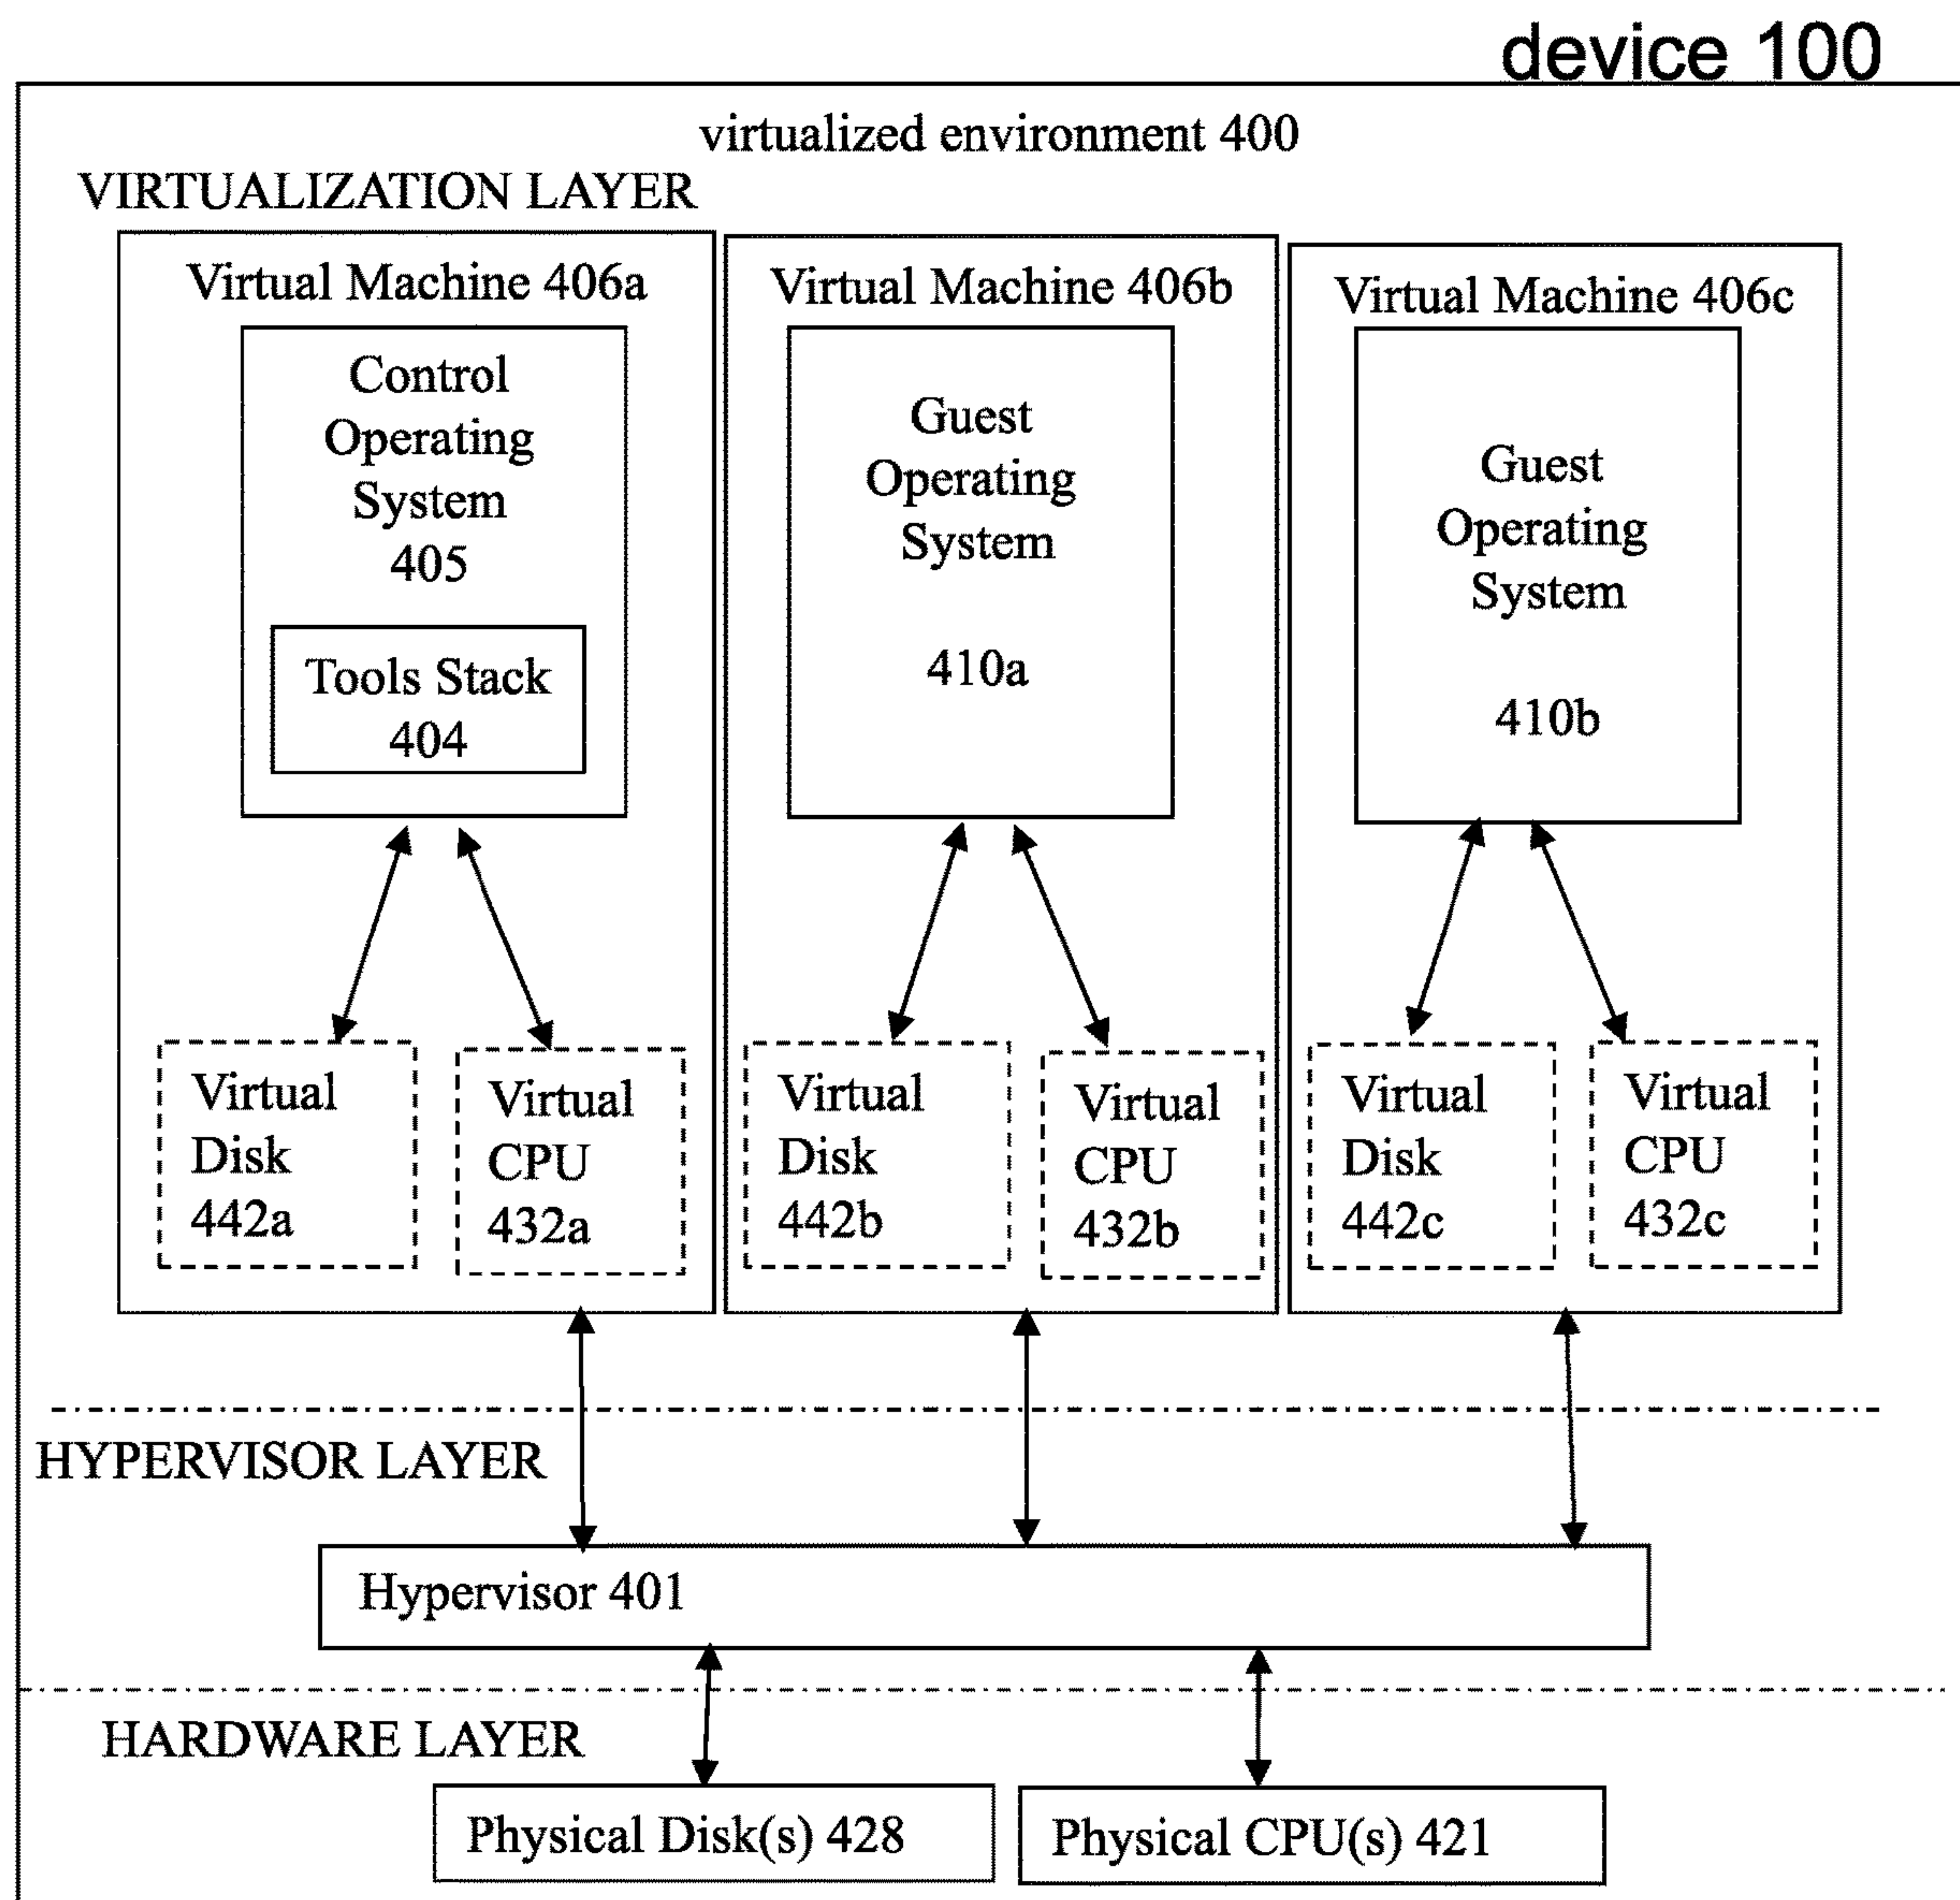 device 100
virtualized environment 400
VIRTUALIZATION LAYER
Virtual Machine 406a
Control
Operating
System
405
Tools Stack
404
Virtual
Disk
442a
Virtual
CPU
432a
Virtual Machine 406b
Guest
Operating
System
410a
Virtual
Disk
442b
Virtual
CPU
432b
Virtual Machine 406c
Guest
Operating
System
410b
Virtual
Disk
442c
Virtual
CPU
432c
HYPERVISOR LAYER
Hypervisor 401
HARDWARE LAYER
Physical Disk(s) 428
Physical CPU(s) 421